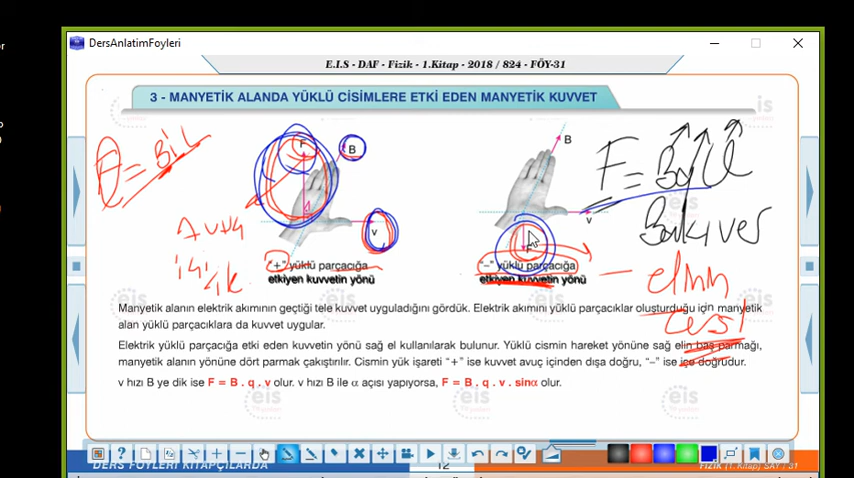 DersAnlatimFoyleri
E.I.S - DAF - Fizik - 1.Kitap - 2018 / 824 - FÖY-31
3 - MANYETİK ALANDA YÜKLÜ CİSİMLERE ETKİ EDEN MANYETİK KUVVET
F = BiL
F
B
v
"+" yüklü parçacığa
etkiyen kuvvetin yönü
B
v
F
"–" yüklü parçacığa
etkiyen kuvvetin yönü
F = BqV
Bakıver
– elinin
tersi
Manyetik alanın elektrik akımının geçtiği tele kuvvet uyguladığını gördük. Elektrik akımını yüklü parçacıklar oluşturduğu için manyetik
alan yüklü parçacıklara da kuvvet uygular.
Elektrik yüklü parçacığa etki eden kuvvetin yönü sağ el kullanılarak bulunur. Yüklü cismin hareket yönüne sağ elin baş parmağı,
manyetik alanın yönüne dört parmak çakıştırılır. Cismin yük işareti "+" ise kuvvet avuç içinden dışa doğru, "–" ise içe doğrudur.
v hızı B ye dik ise F = B . q . v olur. v hızı B ile α açısı yapıyorsa, F = B . q . v . sinα olur.
eis
DERS FÖYLERİ KİTAPÇILARDA
12
FİZİK (1. Kitap) SAY / 31